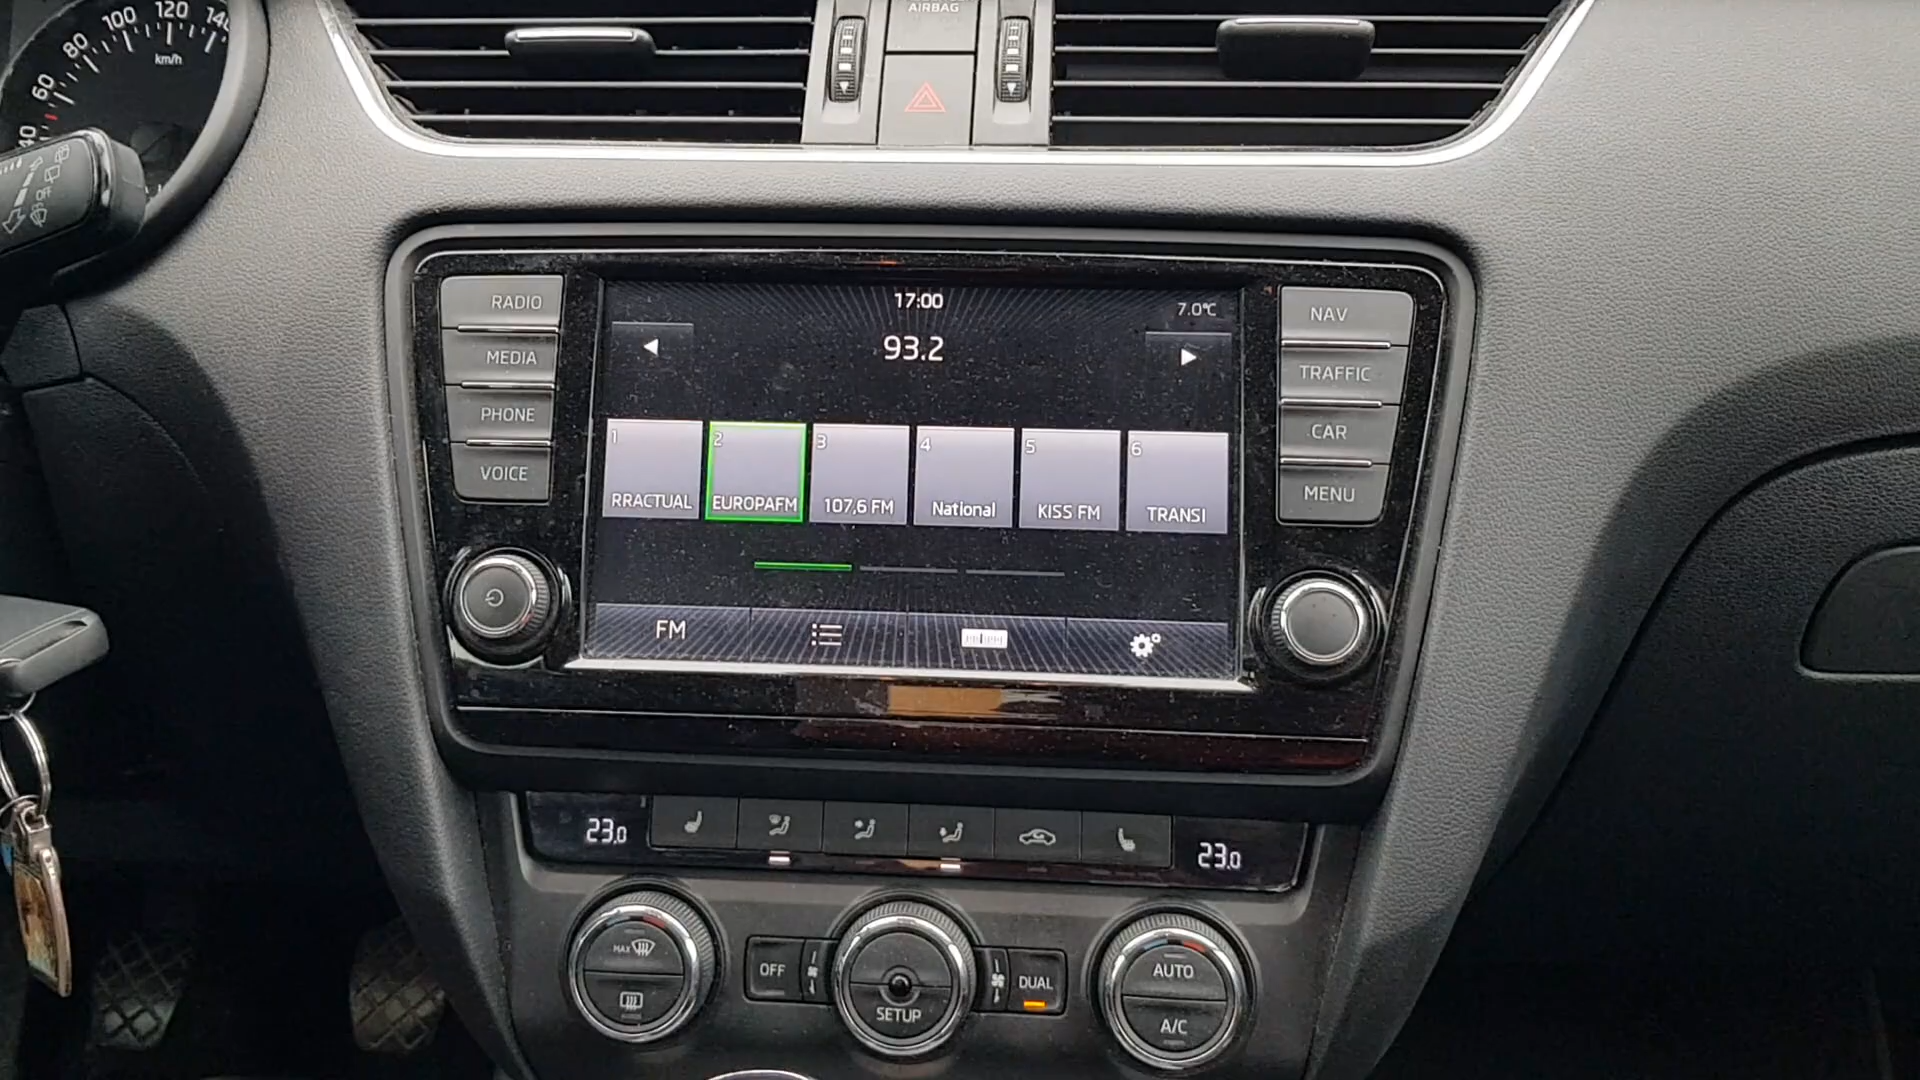 60
80
100
120
140
km/h
40
OFF
AIRBAG
RADIO
MEDIA
PHONE
VOICE
17:00
7.0°C
93.2
1
RRACTUAL
2
EUROPAFM
3
107,6 FM
4
National
5
KISS FM
6
TRANSI
FM
NAV
TRAFFIC
CAR
MENU
23.0
23.0
MAX
OFF
SETUP
DUAL
AUTO
A/C